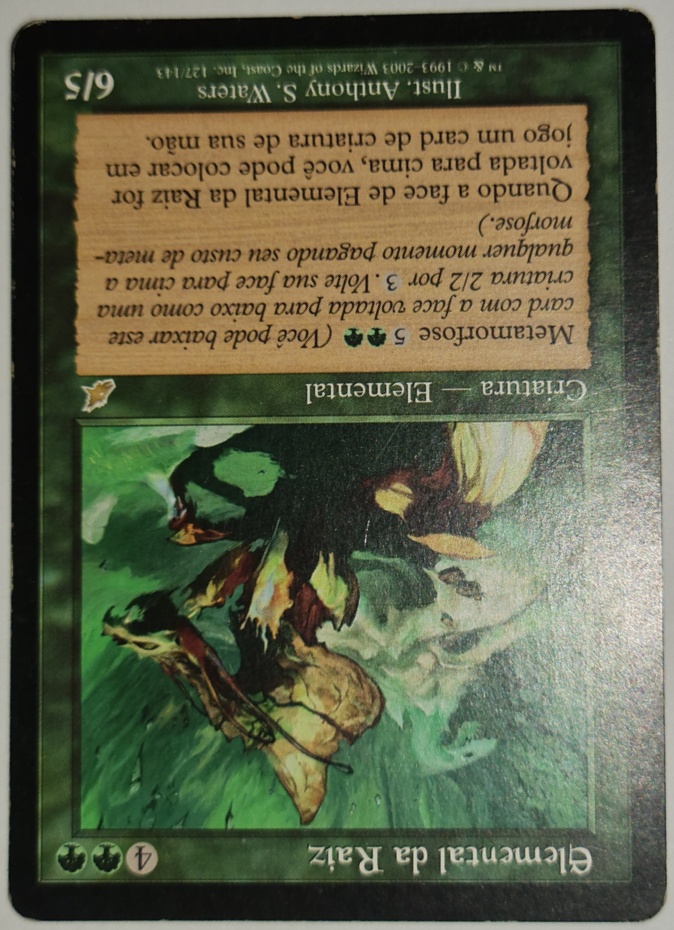 Elemental da Raiz 4
Criatura — Elemental
Metamorfose 5 (Você pode baixar este
card com a face voltada para baixo como uma
criatura 2/2 por 3. Volte sua face para cima a
qualquer momento pagando seu custo de meta-
morfose.)
Quando a face de Elemental da Raiz for
voltada para cima, você pode colocar em
jogo um card de criatura de sua mão.
Ilust. Anthony S. Waters
6/5
™ & © 1993–2003 Wizards of the Coast, Inc. 127/143